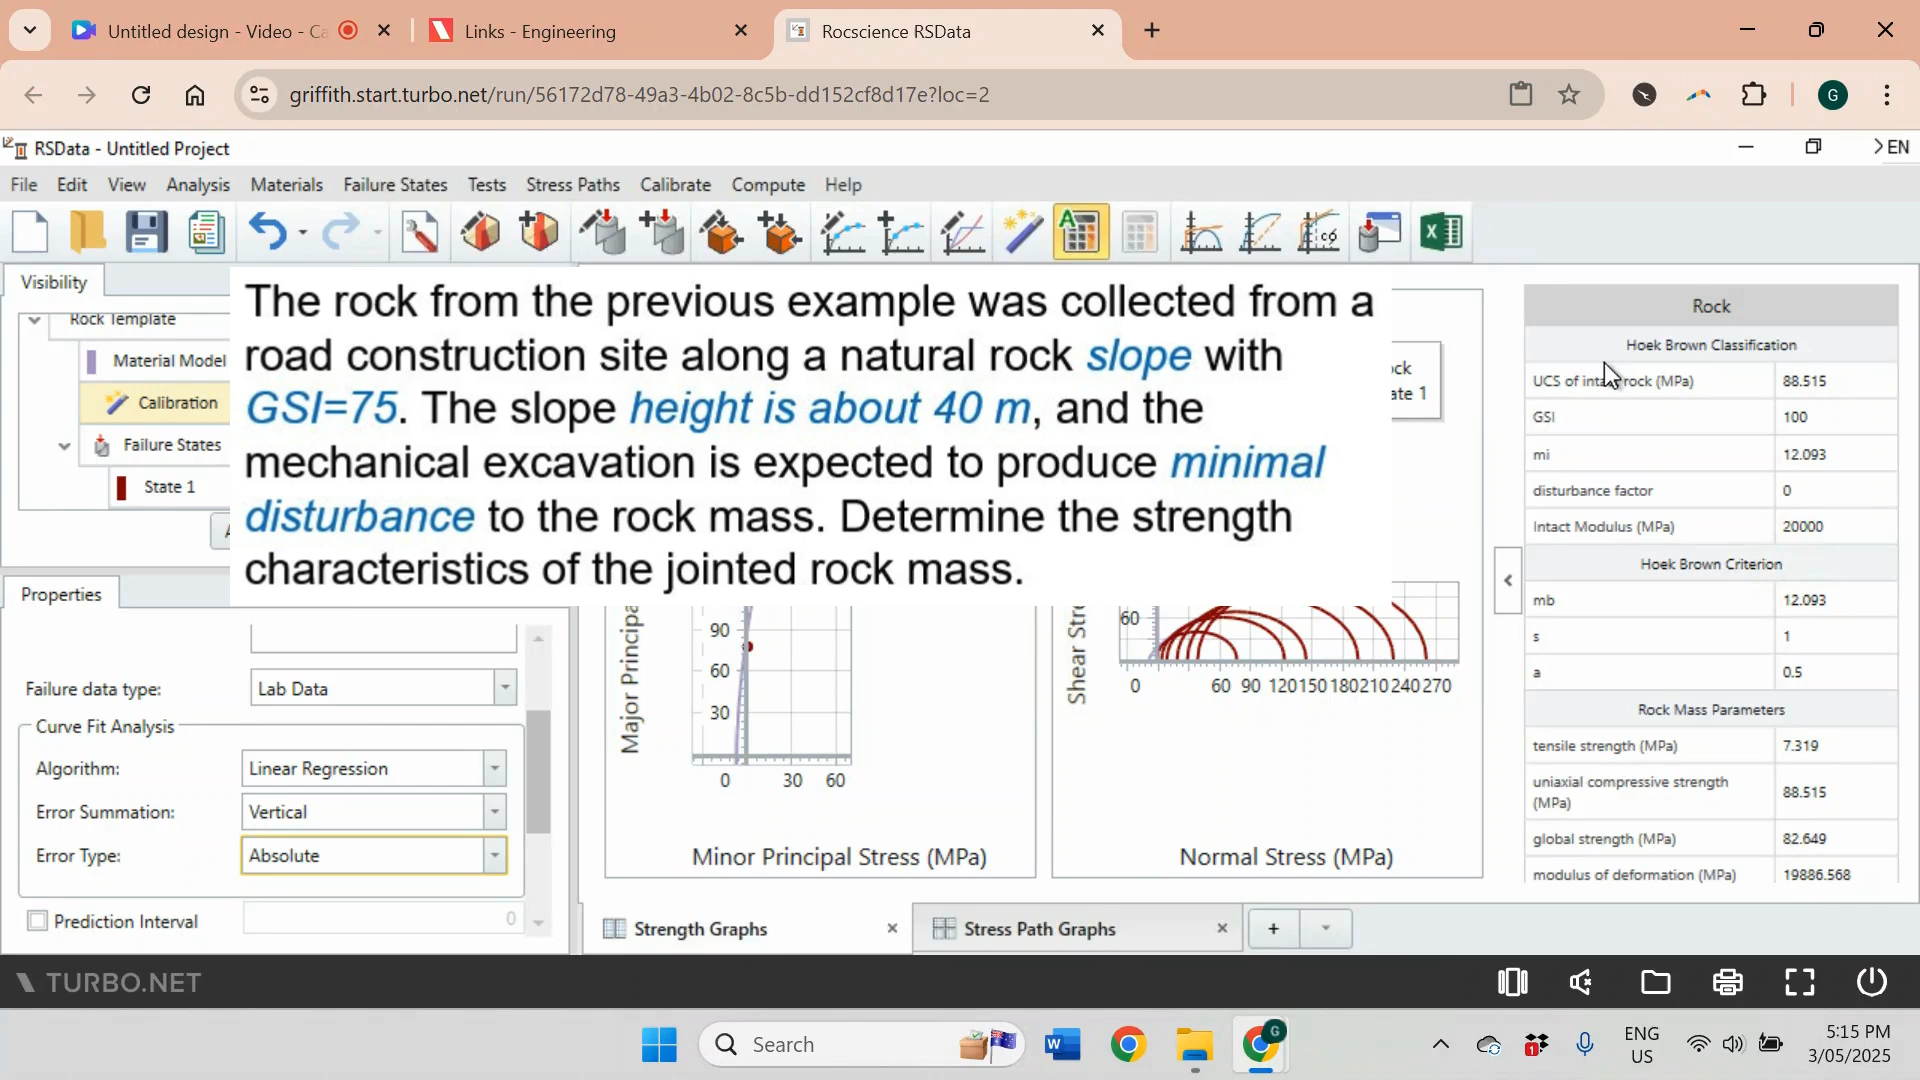 Untitled design - Video - Ca
Links - Engineering
Rocscience RSData
griffith.start.turbo.net/run/56172d78-49a3-4b02-8c5b-dd152cf8d17e?loc=2
G
RSData - Untitled Project
EN
File Edit View Analysis Materials Failure States Tests Stress Paths Calibrate Compute Help
Visibility
Rock Template
Material Model
Calibration
Failure States
State 1
The rock from the previous example was collected from a
road construction site along a natural rock slope with
GSI=75. The slope height is about 40 m, and the
mechanical excavation is expected to produce minimal
disturbance to the rock mass. Determine the strength
characteristics of the jointed rock mass.
ck
ate 1
Properties
Failure data type: Lab Data
Curve Fit Analysis
Algorithm: Linear Regression
Error Summation: Vertical
Error Type: Absolute
Prediction Interval 0
Major Principa
90
60
30
0 30 60
Minor Principal Stress (MPa)
Shear Stre
60
0 60 90 120150180210240270
Normal Stress (MPa)
Strength Graphs
Stress Path Graphs
Rock
Hoek Brown Classification
UCS of intact rock (MPa) 88.515
GSI 100
mi 12.093
disturbance factor 0
Intact Modulus (MPa) 20000
Hoek Brown Criterion
mb 12.093
s 1
a 0.5
Rock Mass Parameters
tensile strength (MPa) 7.319
uniaxial compressive strength
(MPa) 88.515
global strength (MPa) 82.649
modulus of deformation (MPa) 19886.568
TURBO.NET
Search
ENG
US
5:15 PM
3/05/2025